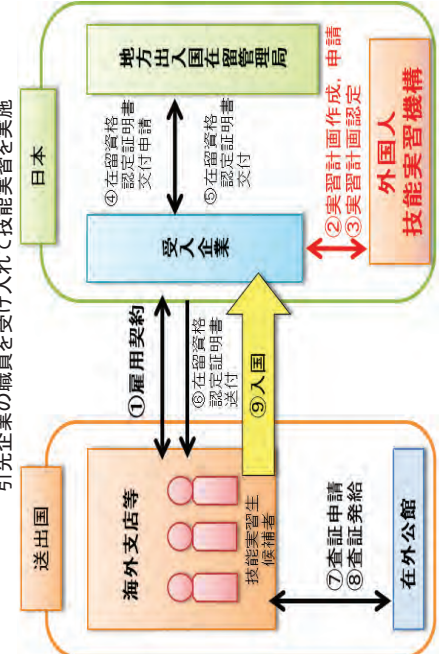 引先企業の職員を受け入れて技能実習を実施
送出国
日本
海外支店等
技能実習生
候補者
①雇用契約
⑥在留資格
認定証明書
送付
⑨入国
受入企業
④在留資格
認定証明書
交付申請
⑤在留資格
認定証明書
交付
地方出入国在留管理局
⑦査証申請
⑧査証発給
在外公館
②実習計画作成，申請
③実習計画認定
外国人
技能実習機構